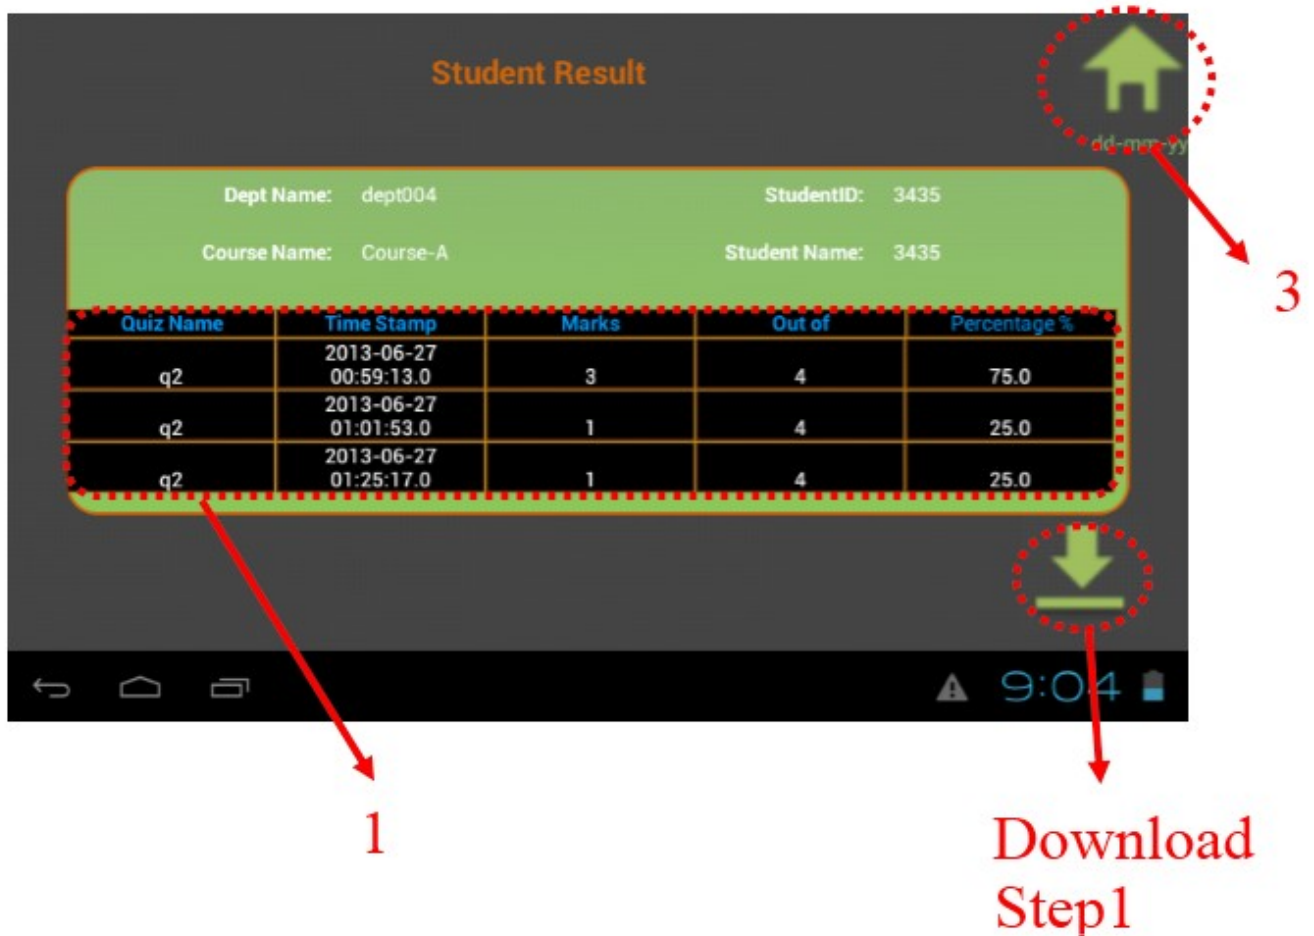 Student Result
dd-mm-yy
Dept Name: dept004 StudentID: 3435
Course Name: Course-A Student Name: 3435
3
Quiz Name Time Stamp Marks Out of Percentage %
2013-06-27
q2 00:59:13.0 3 4 75.0
2013-06-27
q2 01:01:53.0 1 4 25.0
2013-06-27
q2 01:25:17.0 1 4 25.0
9:04
1
Download
Step1